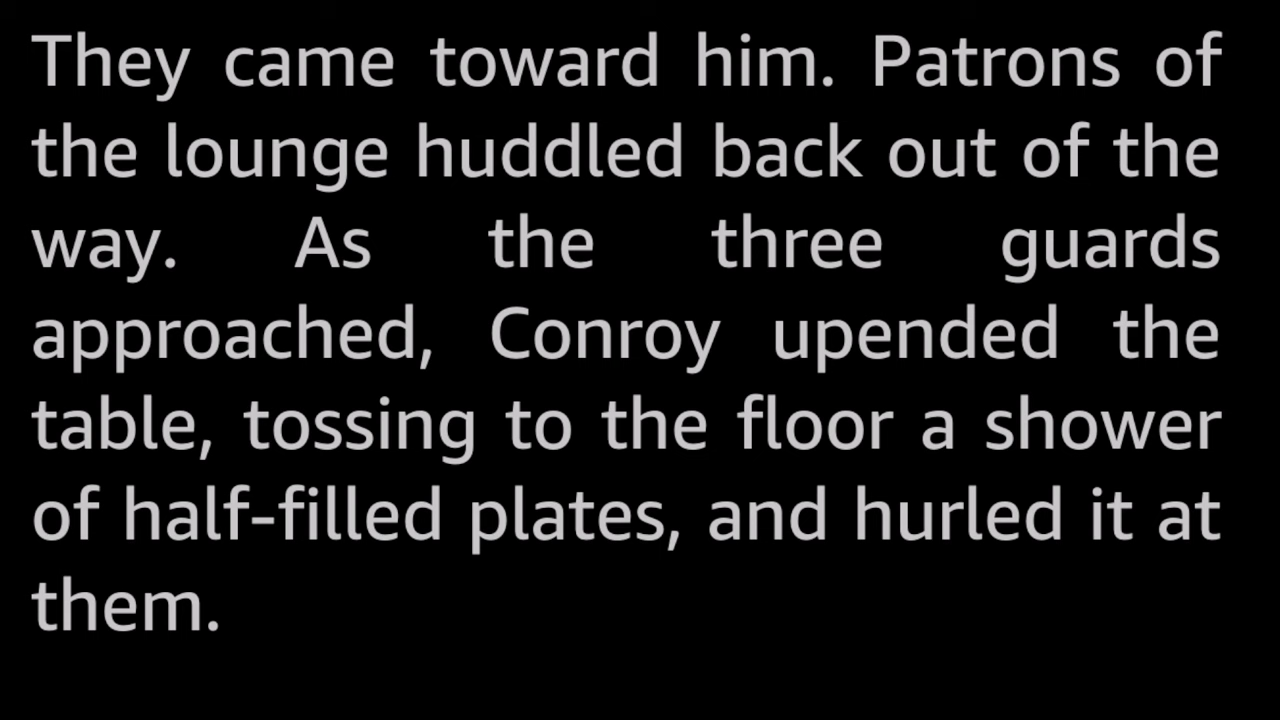 They came toward him. Patrons of
the lounge huddled back out of the
way. As the three guards
approached, Conroy upended the
table, tossing to the floor a shower
of half-filled plates, and hurled it at
them.